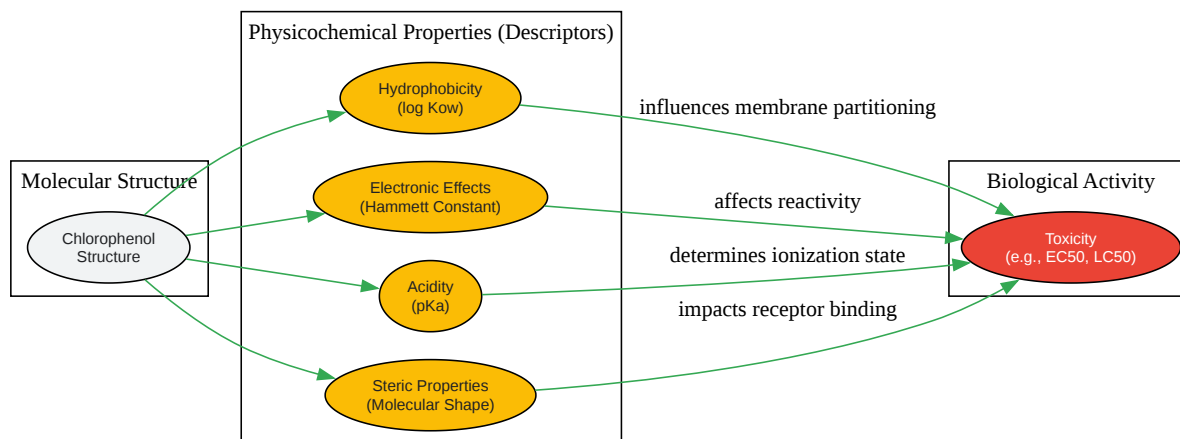 Physicochemical Properties (Descriptors)
Hydrophobicity
(log Kow)
influences membrane partitioning
Molecular Structure
Electronic Effects
(Hammett Constant)
affects reactivity
Biological Activity
Chlorophenol
Structure
Toxicity
(e.g., EC50, LC50)
determines ionization state
Acidity
(pKa)
impacts receptor binding
Steric Properties
(Molecular Shape)